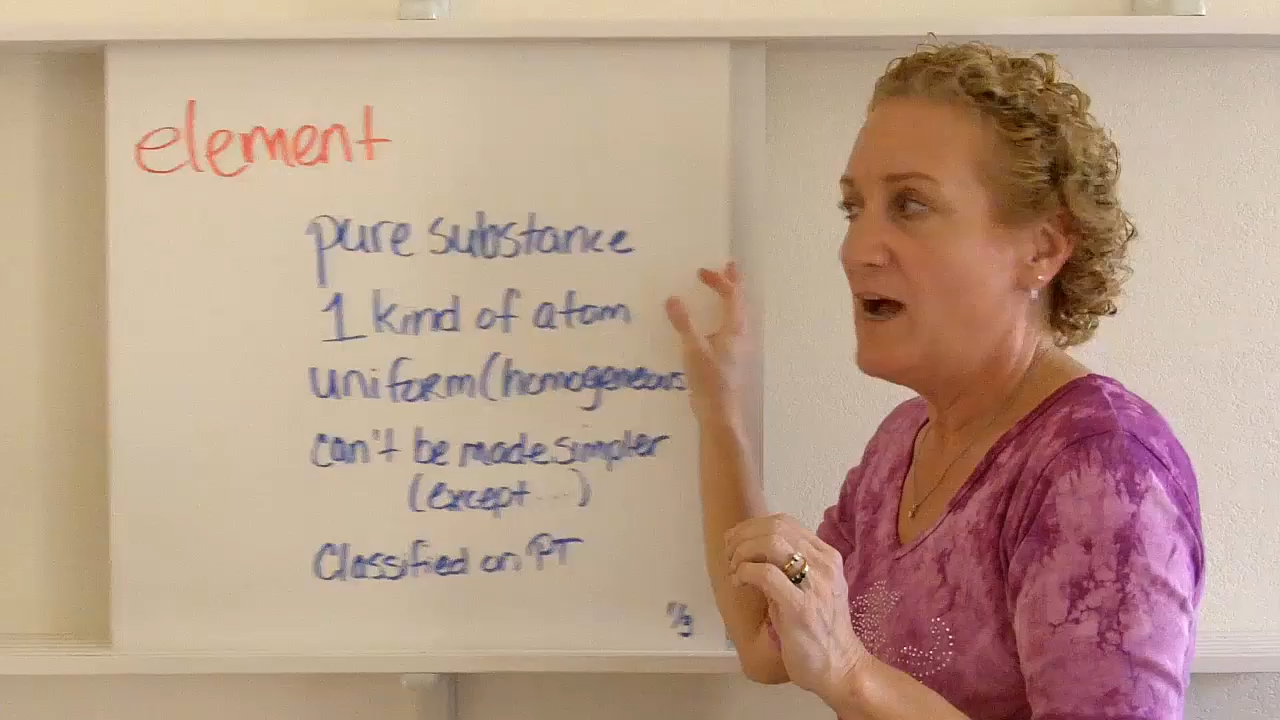 element
pure substance
1 kind of atom
uniform (homogeneous
can't be made simpler
(except ...)
Classified on PT